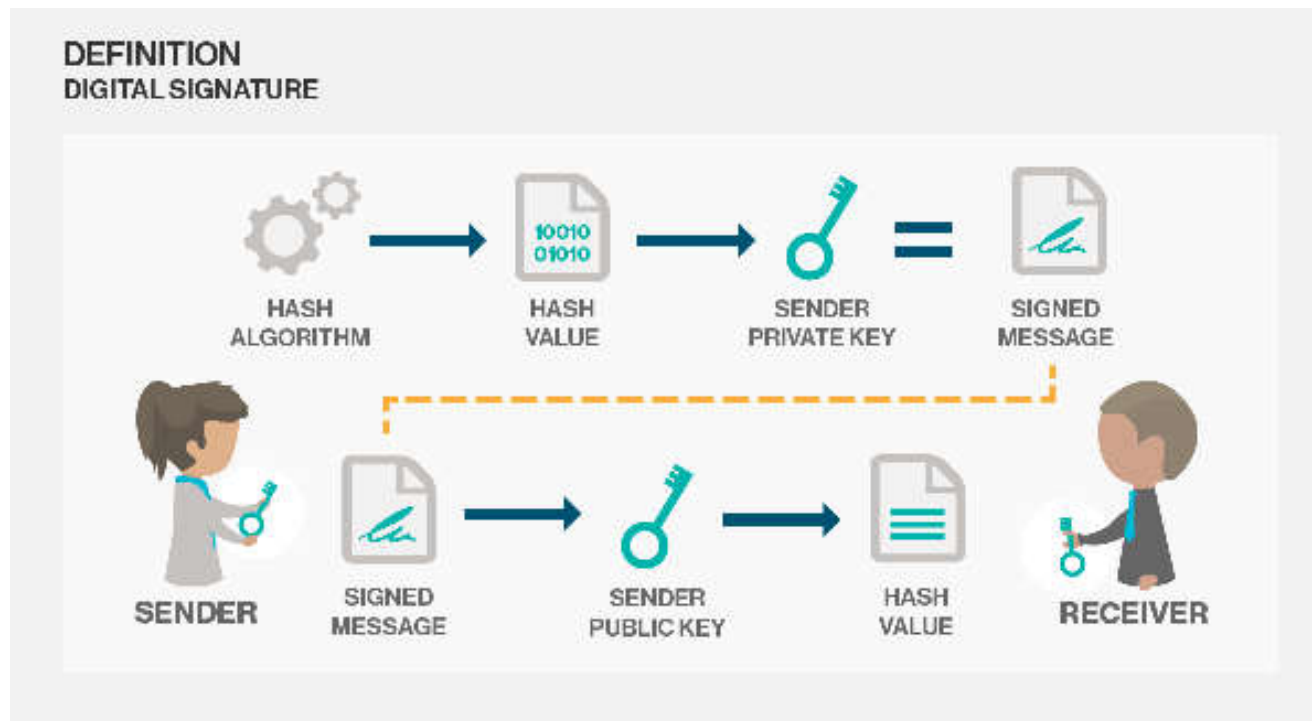 DEFINITION
DIGITAL SIGNATURE
10010
01010
HASH
ALGORITHM
HASH
VALUE
SENDER
PRIVATE KEY
SIGNED
MESSAGE
SENDER
SIGNED
MESSAGE
SENDER
PUBLIC KEY
HASH
VALUE
RECEIVER